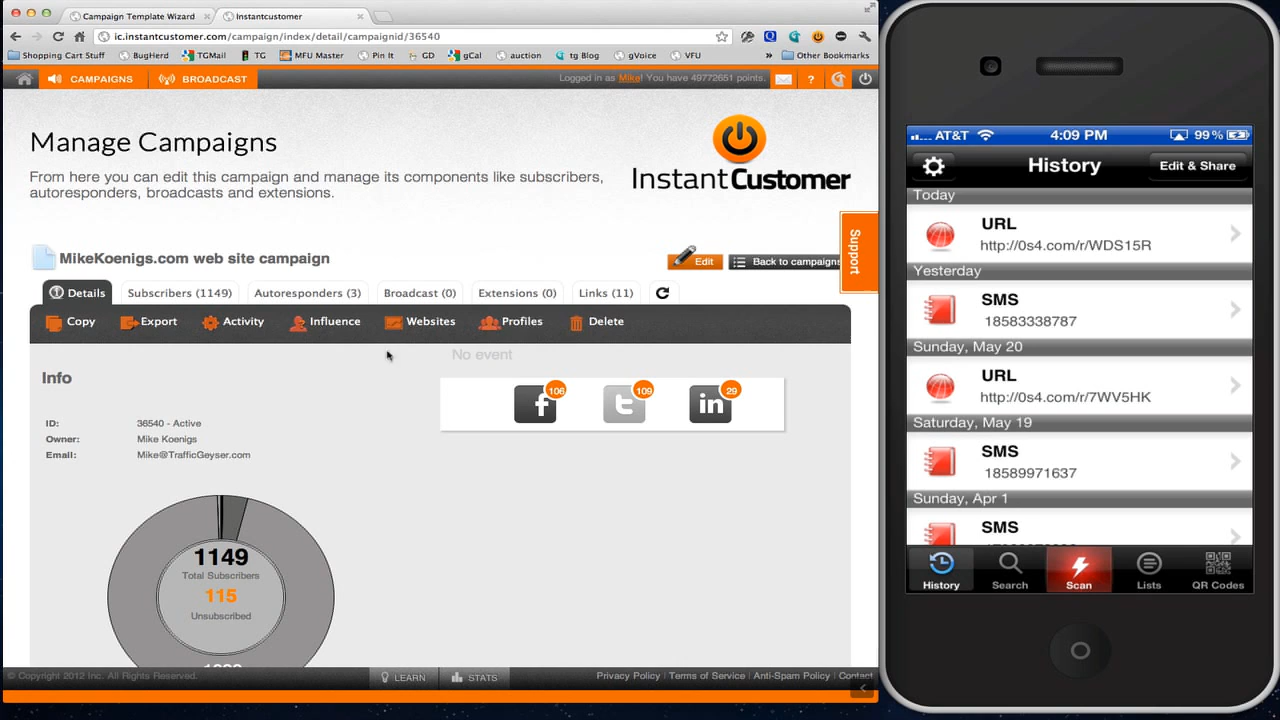 Campaign Template Wizard
Instantcustomer
ic.instantcustomer.com/campaign/index/detail/campaignid/36540
Shopping Cart Stuff
BugHerd
TGMail
TG
MFU Master
Pin It
GD
gCal
auction
tg Blog
gVoice
VFU
»
Other Bookmarks
CAMPAIGNS
BROADCAST
Logged in as Mike! You have 49772651 points.
?
Manage Campaigns
From here you can edit this campaign and manage its components like subscribers,
autoresponders, broadcasts and extensions.
InstantCustomer
Support
MikeKoenigs.com web site campaign
Edit
Back to campaigns
Details
Subscribers (1149)
Autoresponders (3)
Broadcast (0)
Extensions (0)
Links (11)
Copy
Export
Activity
Influence
Websites
Profiles
Delete
No event
Info
f
106
t
109
in
29
ID:
36540 - Active
Owner:
Mike Koenigs
Email:
Mike@TrafficGeyser.com
1149
Total Subscribers
115
Unsubscribed
© Copyright 2012 Inc. All Rights Reserved.
LEARN
STATS
Privacy Policy | Terms of Service | Anti-Spam Policy | Contact
AT&T
4:09 PM
99%
History
Edit & Share
Today
URL
http://0s4.com/r/WDS15R
Yesterday
SMS
18583338787
Sunday, May 20
URL
http://0s4.com/r/7WV5HK
Saturday, May 19
SMS
18589971637
Sunday, Apr 1
SMS
History
Search
Scan
Lists
QR Codes